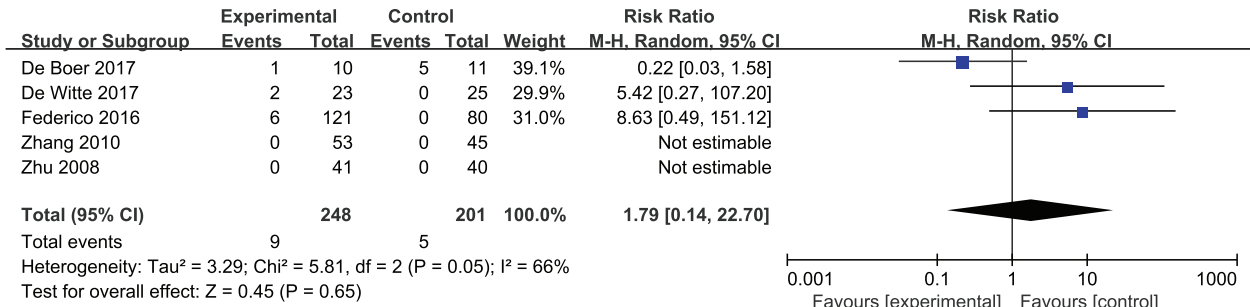 Experimental Control Risk Ratio Risk Ratio
Study or Subgroup Events Total Events Total Weight M-H, Random, 95% CI M-H, Random, 95% CI
De Boer 2017 1 10 5 11 39.1% 0.22 [0.03, 1.58]
De Witte 2017 2 23 0 25 29.9% 5.42 [0.27, 107.20]
Federico 2016 6 121 0 80 31.0% 8.63 [0.49, 151.12]
Zhang 2010 0 53 0 45 Not estimable
Zhu 2008 0 41 0 40 Not estimable
Total (95% CI) 248 201 100.0% 1.79 [0.14, 22.70]
Total events 9 5
Heterogeneity: Tau² = 3.29; Chi² = 5.81, df = 2 (P = 0.05); I² = 66%
Test for overall effect: Z = 0.45 (P = 0.65)
0.001 0.1 1 10 1000
Favours [experimental] Favours [control]